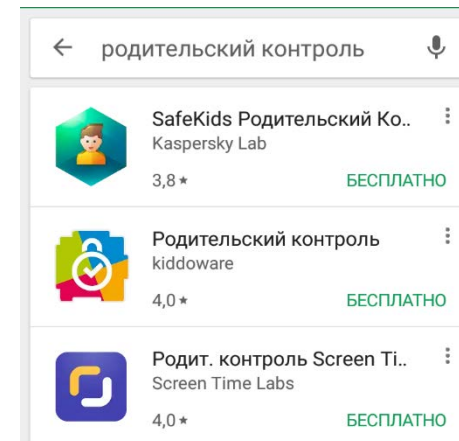 родительский контроль
SafeKids Родительский Ко..
Kaspersky Lab
3,8★ БЕСПЛАТНО
Родительский контроль
kiddoware
4,0★ БЕСПЛАТНО
Родит. контроль Screen Ti..
Screen Time Labs
4,0★ БЕСПЛАТНО